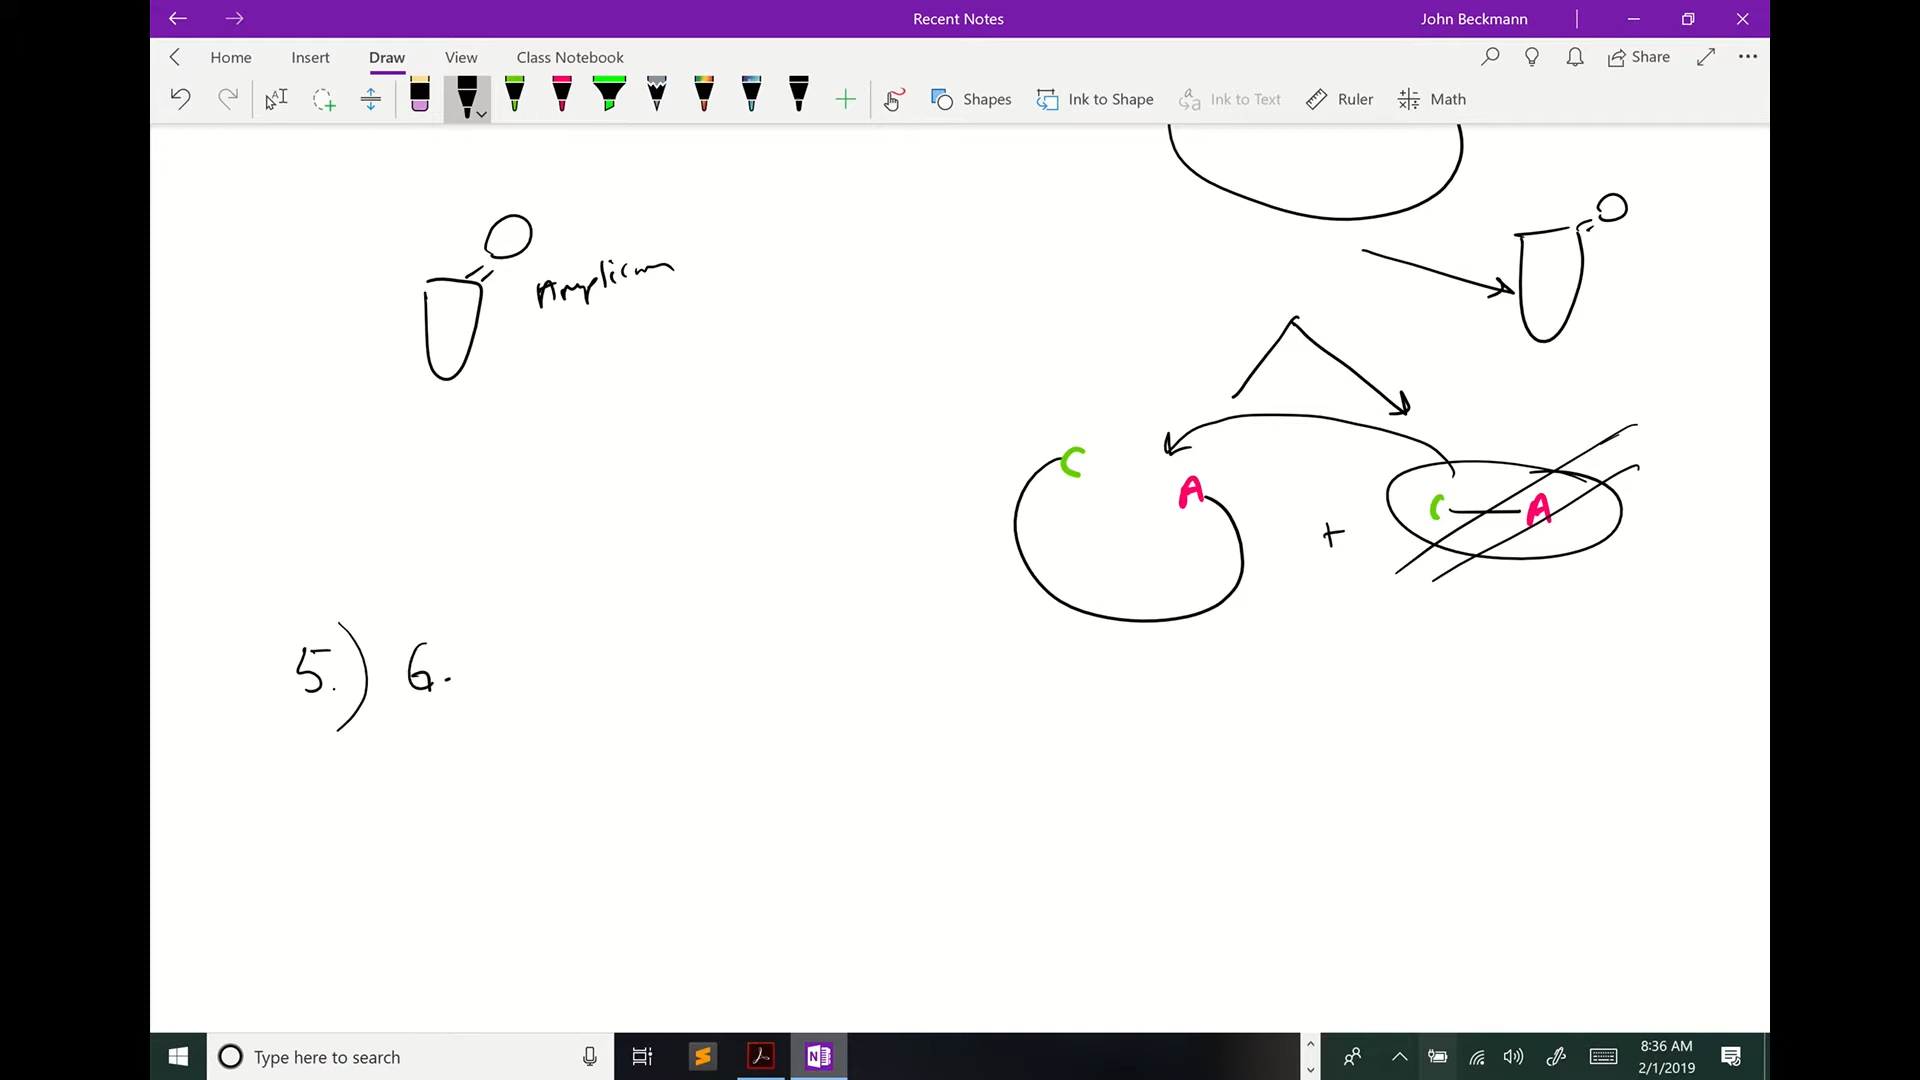 Recent Notes
John Beckmann
Home Insert Draw View Class Notebook
Share
Shapes Ink to Shape Ink to Text Ruler Math
Amplicon
C
A
+
C A
5.) G.
Type here to search
8:36 AM
2/1/2019